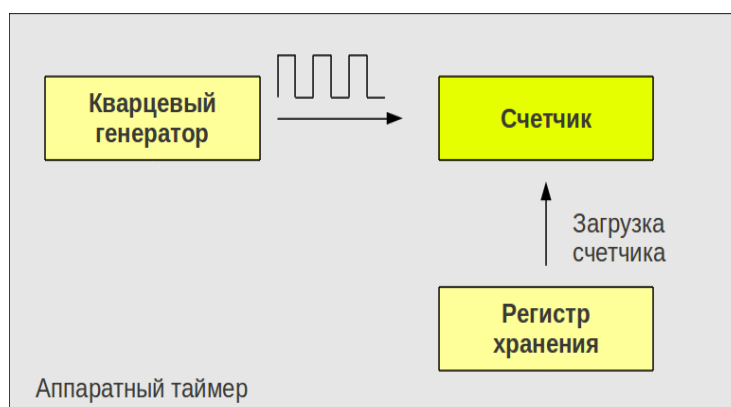 Кварцевый
генератор
Счетчик
Загрузка
счетчика
Регистр
хранения
Аппаратный таймер